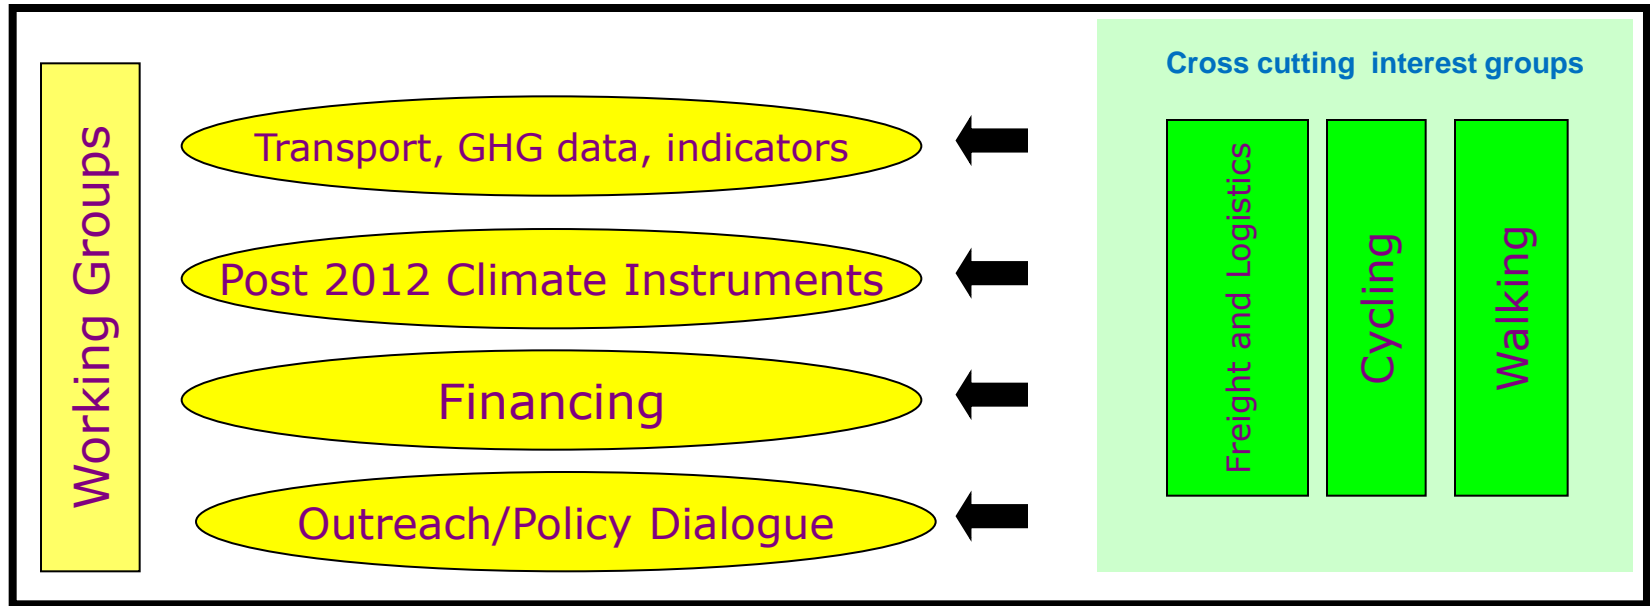 Working Groups
Transport, GHG data, indicators
Post 2012 Climate Instruments
Financing
Outreach/Policy Dialogue
Cross cutting  interest groups
Freight and Logistics
Cycling
Walking